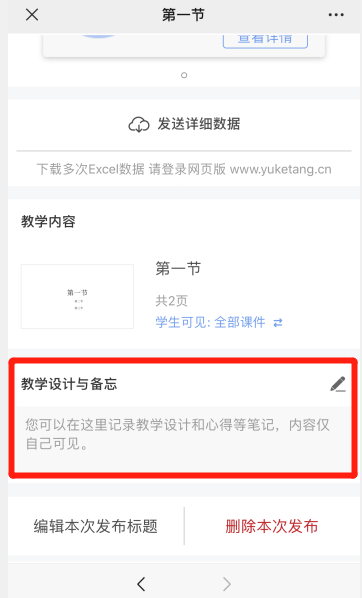 第一节
查看详情
发送详细数据
下载多次Excel数据 请登录网页版 www.yuketang.cn
教学内容
第一节
第一节
共2页
学生可见: 全部课件
教学设计与备忘
您可以在这里记录教学设计和心得等笔记，内容仅
自己可见。
编辑本次发布标题
删除本次发布